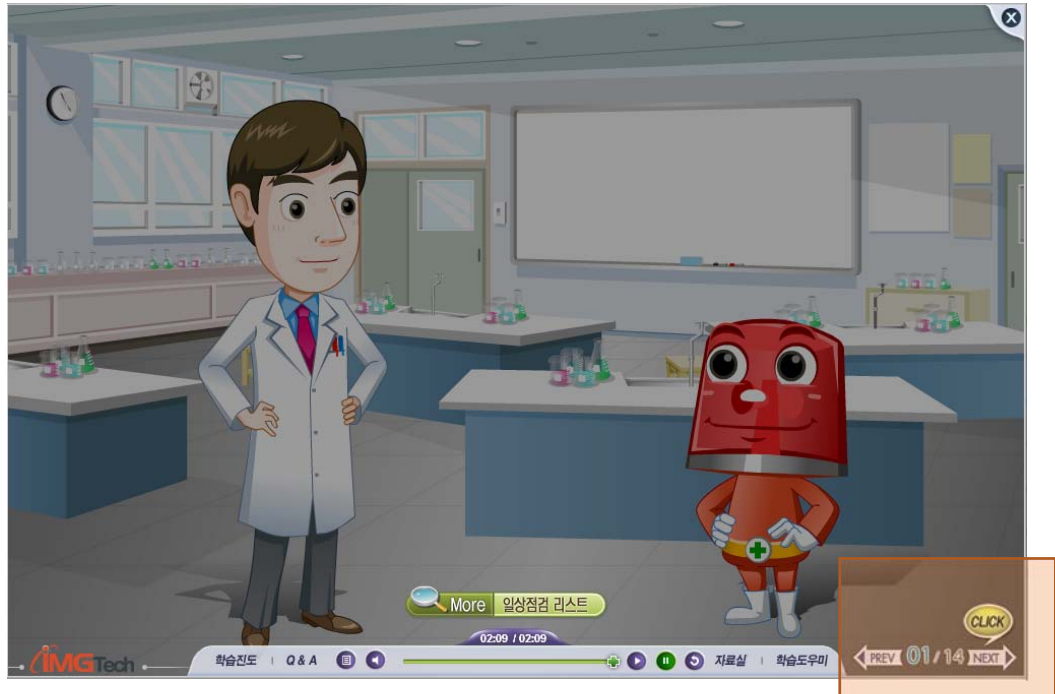 More 일상점검 리스트
02:09 / 02:09
iMGTech
학습진도 | Q & A
자료실 | 학습도우미
CLICK
PREV 01 / 14 NEXT